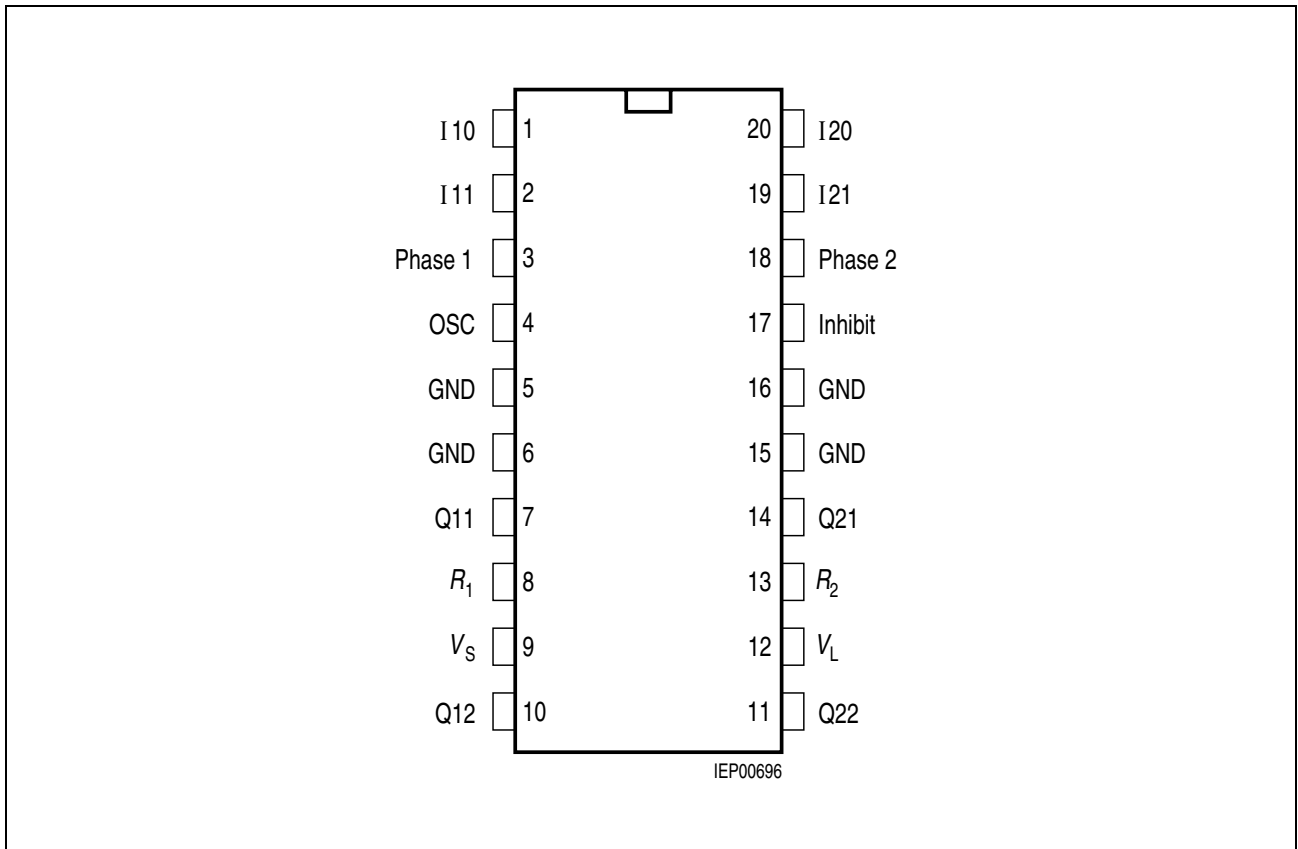 I10 1 20 I20
I11 2 19 I21
Phase 1 3 18 Phase 2
OSC 4 17 Inhibit
GND 5 16 GND
GND 6 15 GND
Q11 7 14 Q21
R1 8 13 R2
VS 9 12 VL
Q12 10 11 Q22
IEP00696